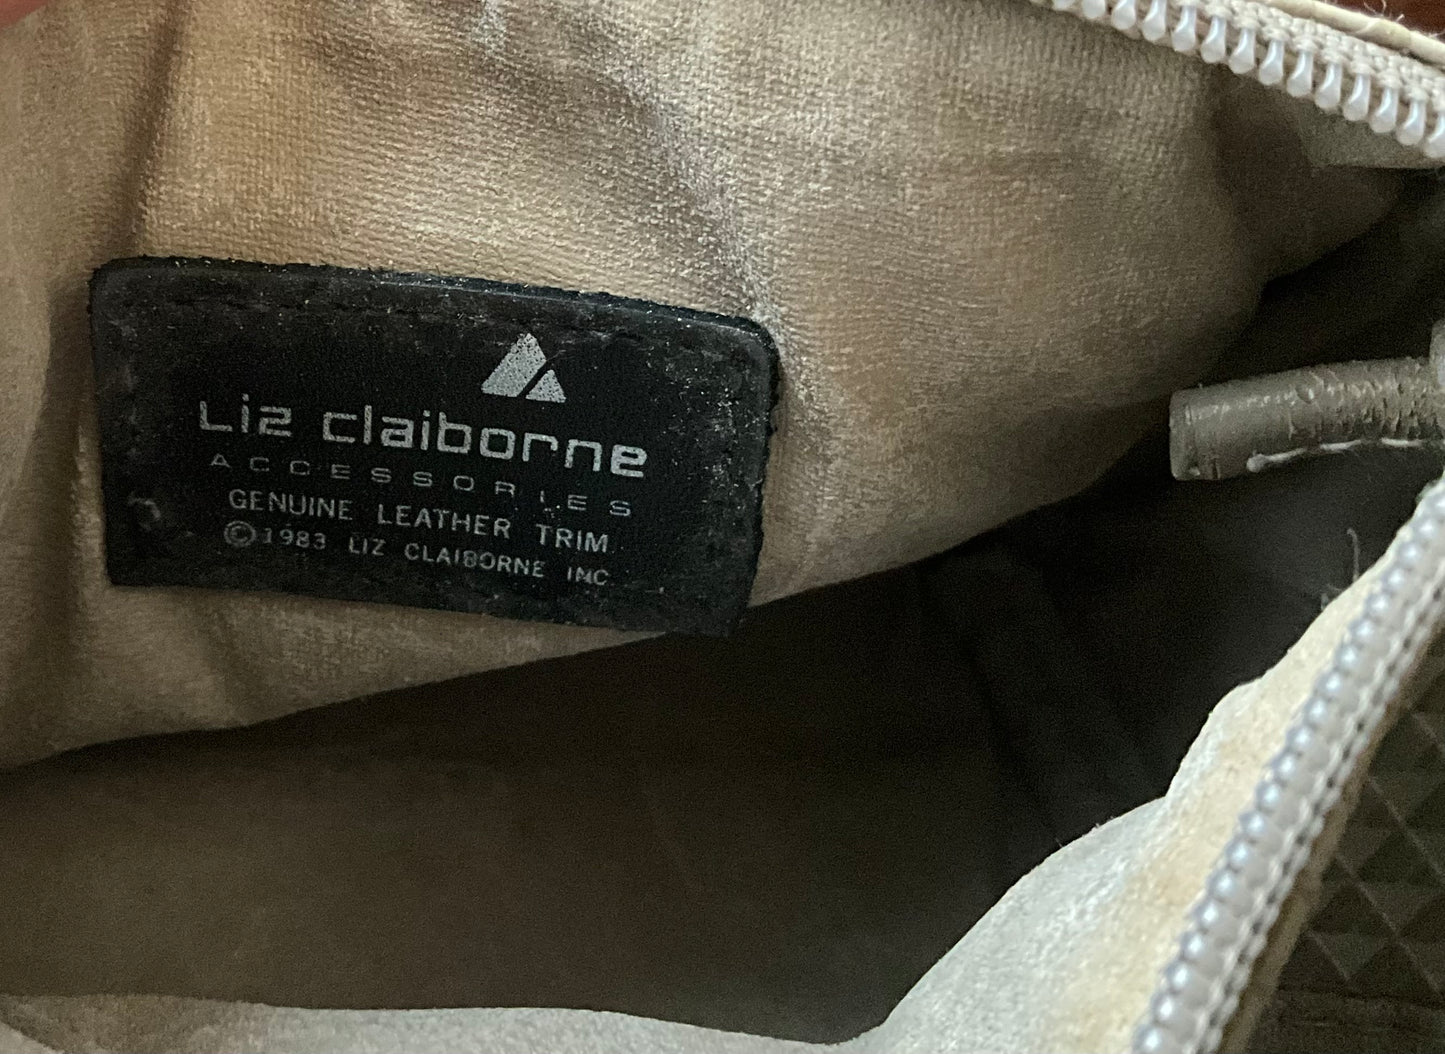 Liz claiborne
ACCESSORIES
GENUINE LEATHER TRIM
©1983 LIZ CLAIBORNE INC